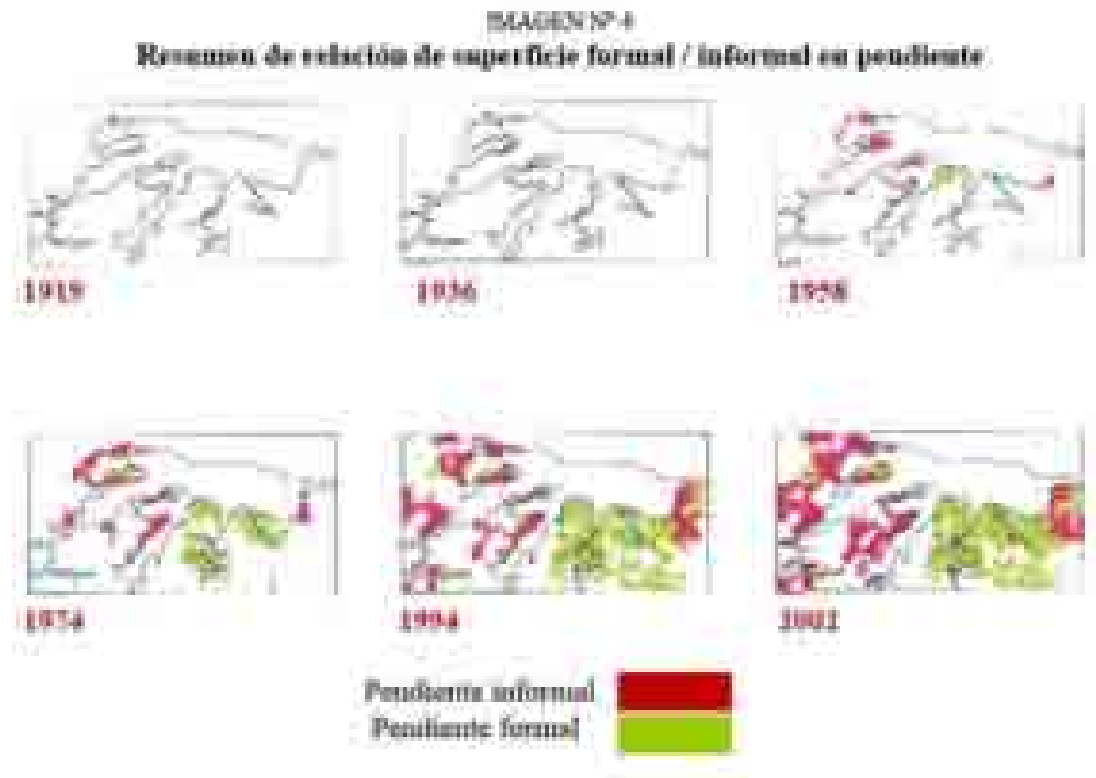 IMAGEN Nº 4
Resumen de relación de superficie formal / informal en pendiente
1919
1936
1958
1974
1994
2002
Pendiente informal
Pendiente formal